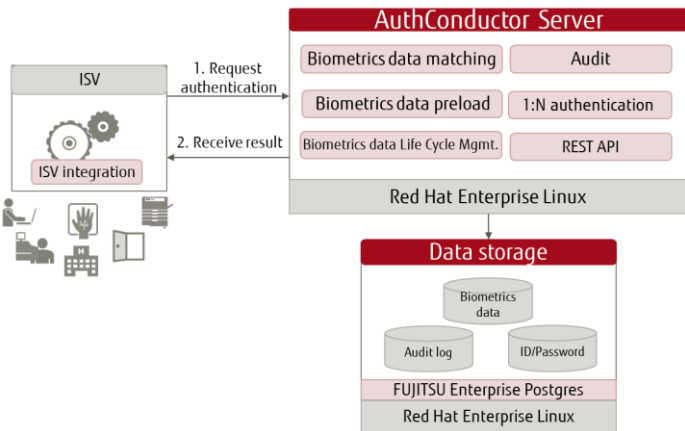 ISV
ISV integration
1. Request
authentication
2. Receive result
AuthConductor Server
Biometrics data matching
Audit
Biometrics data preload
1:N authentication
Biometrics data Life Cycle Mgmt.
REST API
Red Hat Enterprise Linux
Data storage
Biometrics
data
Audit log
ID/Password
FUJITSU Enterprise Postgres
Red Hat Enterprise Linux